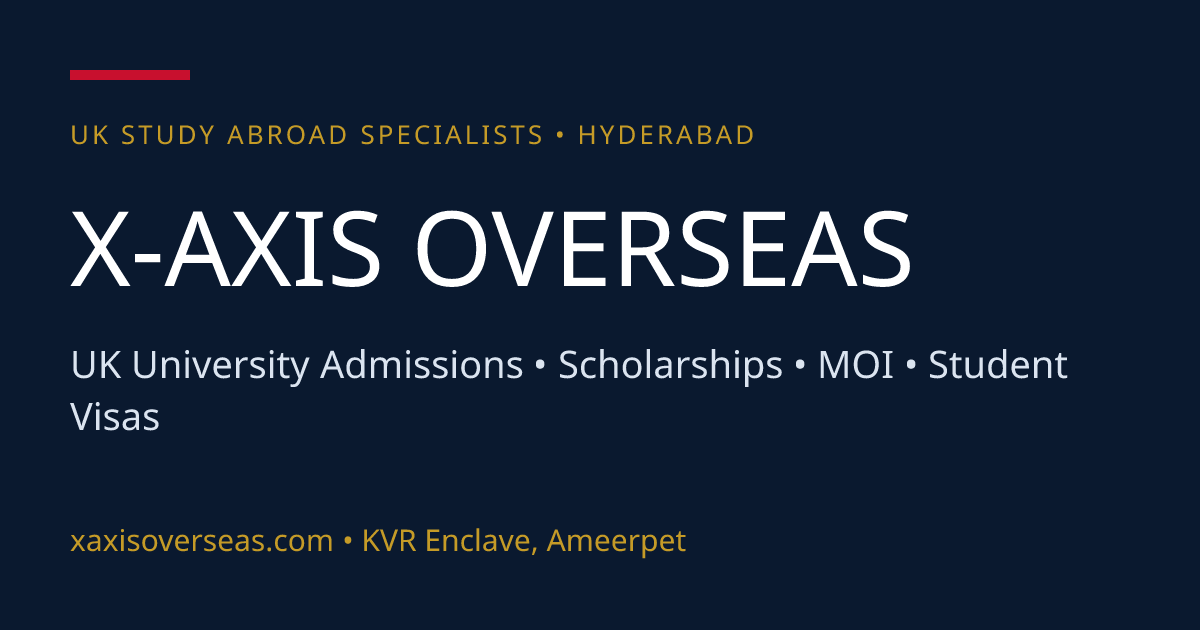 UK STUDY ABROAD SPECIALISTS • HYDERABAD
X-AXIS OVERSEAS
UK University Admissions • Scholarships • MOI • Student
Visas
xaxisoverseas.com • KVR Enclave, Ameerpet